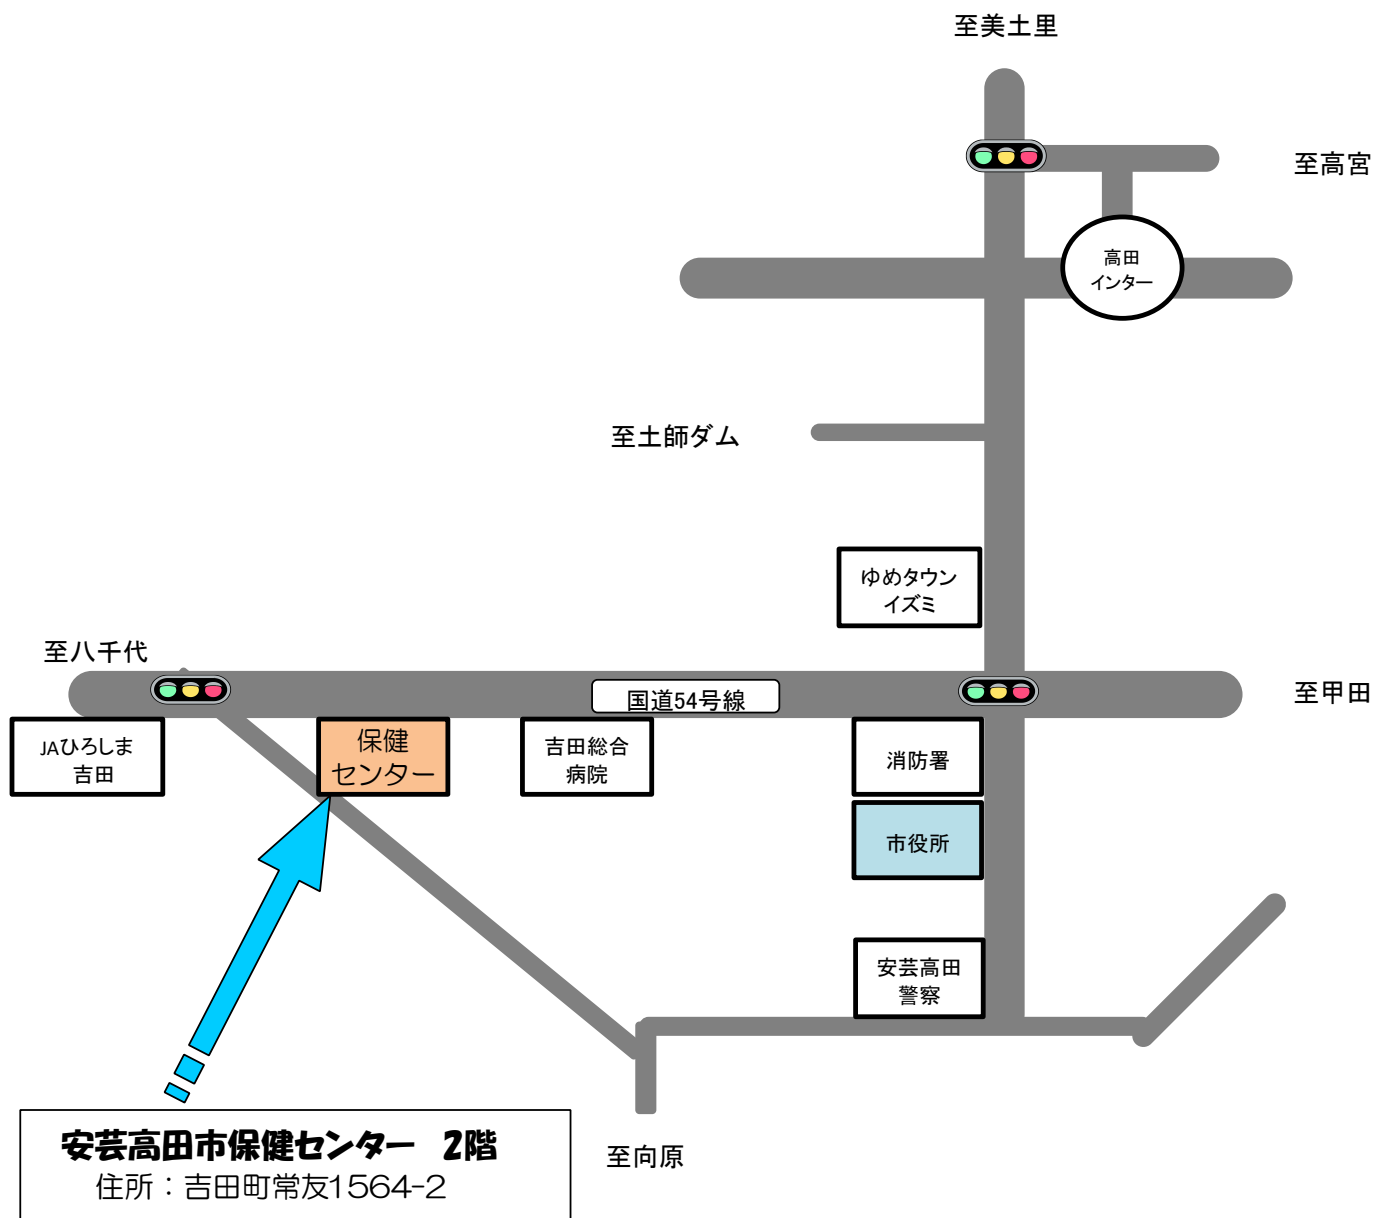 至美土里
至高宮
高田
インター
至土師ダム
ゆめタウン
イズミ
至八千代
国道54号線
至甲田
JAひろしま
吉田
保健
センター
吉田総合
病院
消防署
市役所
安芸高田
警察
安芸高田市保健センター　2階
住所：吉田町常友1564-2
至向原